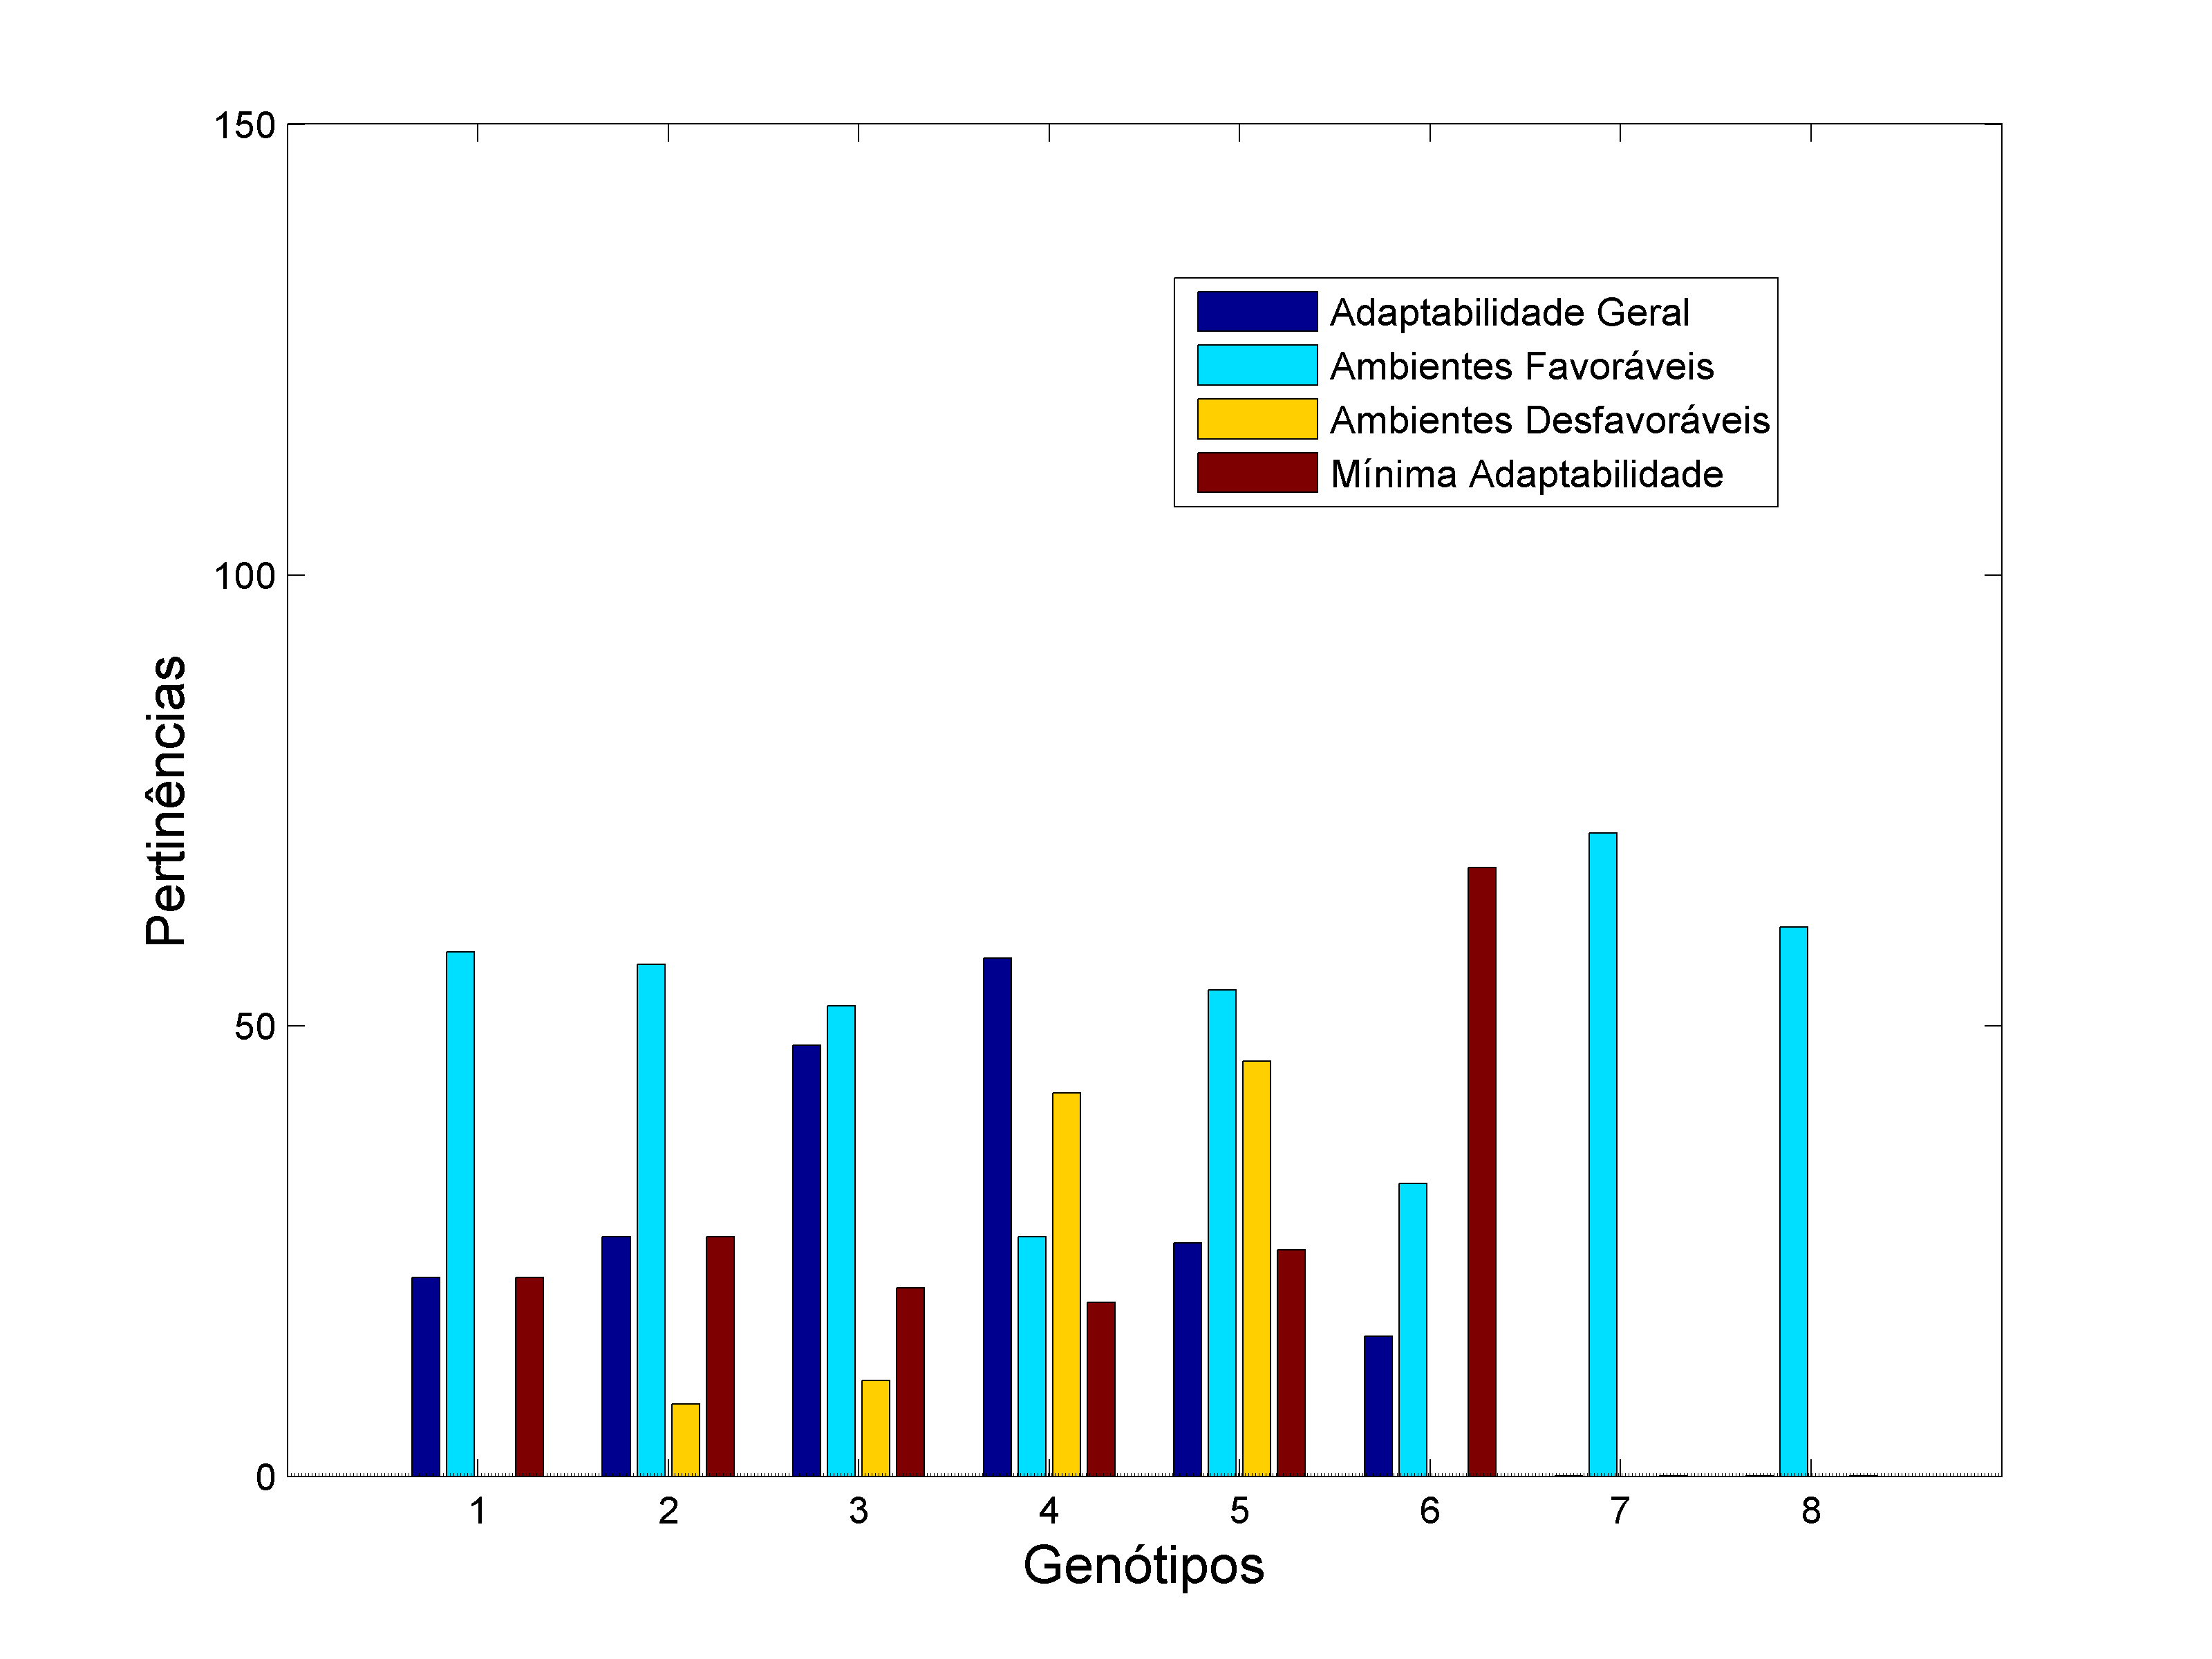 150
100
50
0
Pertinências
Adaptabilidade Geral
Ambientes Favoráveis
Ambientes Desfavoráveis
Mínima Adaptabilidade
1 2 3 4 5 6 7 8
Genótipos